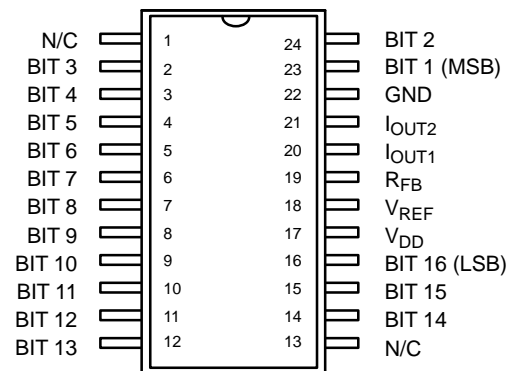 N/C 1 24 BIT 2
BIT 3 2 23 BIT 1 (MSB)
BIT 4 3 22 GND
BIT 5 4 21 IOUT2
BIT 6 5 20 IOUT1
BIT 7 6 19 RFB
BIT 8 7 18 VREF
BIT 9 8 17 VDD
BIT 10 9 16 BIT 16 (LSB)
BIT 11 10 15 BIT 15
BIT 12 11 14 BIT 14
BIT 13 12 13 N/C